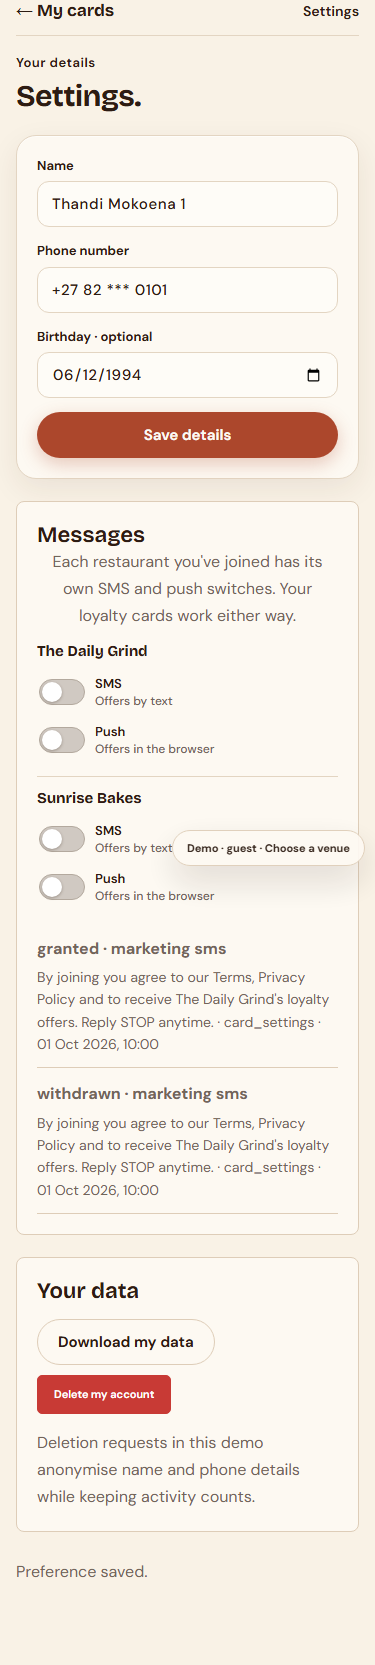 ← My cards
Settings
Your details
Settings.
Name
Thandi Mokoena 1
Phone number
+27 82 *** 0101
Birthday · optional
06/12/1994
Save details
Messages
Each restaurant you've joined has its
own SMS and push switches. Your
loyalty cards work either way.
The Daily Grind
SMS
Offers by text
Push
Offers in the browser
Sunrise Bakes
SMS
Offers by text
Demo · guest · Choose a venue
Push
Offers in the browser
granted · marketing sms
By joining you agree to our Terms, Privacy
Policy and to receive The Daily Grind's loyalty
offers. Reply STOP anytime. · card_settings ·
01 Oct 2026, 10:00
withdrawn · marketing sms
By joining you agree to our Terms, Privacy
Policy and to receive The Daily Grind's loyalty
offers. Reply STOP anytime. · card_settings ·
01 Oct 2026, 10:00
Your data
Download my data
Delete my account
Deletion requests in this demo
anonymise name and phone details
while keeping activity counts.
Preference saved.